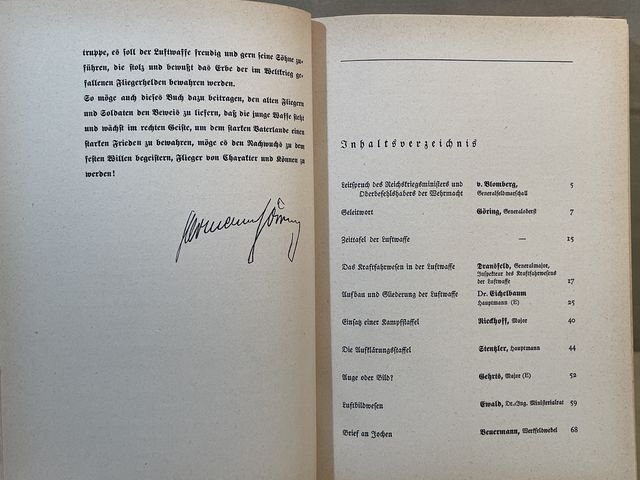 truppe, es soll der Luftwaffe freudig und gern seine Söhne zu-
führen, die stolz und bewußt das Erbe der im Weltkrieg ge-
fallenen Fliegerhelden bewahren werden.
So möge auch dieses Buch dazu beitragen, den alten Fliegern
und Soldaten den Beweis zu liefern, daß die junge Waffe steht
und wächst im rechten Geiste, um dem starken Vaterlande einen
starken Frieden zu bewahren, möge es den Nachwuchs zu dem
festen Willen begeistern, Flieger von Charakter und Können zu
werden!
Hermann Göring
Inhaltsverzeichnis
Leitspruch des Reichskriegsministers und Oberbefehlshabers der Wehrmacht v. Blomberg, Generalfeldmarschall 5
Geleitwort Göring, Generaloberst 7
Zeittafel der Luftwaffe — 15
Das Kraftfahrwesen in der Luftwaffe Dransfeld, Generalmajor, Inspekteur des Kraftfahrwesens der Luftwaffe 17
Aufbau und Gliederung der Luftwaffe Dr. Eichelbaum Hauptmann (E) 25
Einsatz einer Kampfstaffel Rieckhoff, Major 40
Die Aufklärungsstaffel Stentzler, Hauptmann 44
Auge oder Bild? Gehrts, Major (E) 52
Luftbildwesen Ewald, Dr.-Ing. Ministerialrat 59
Brief an Jochen Beuermann, Werftfeldwebel 68